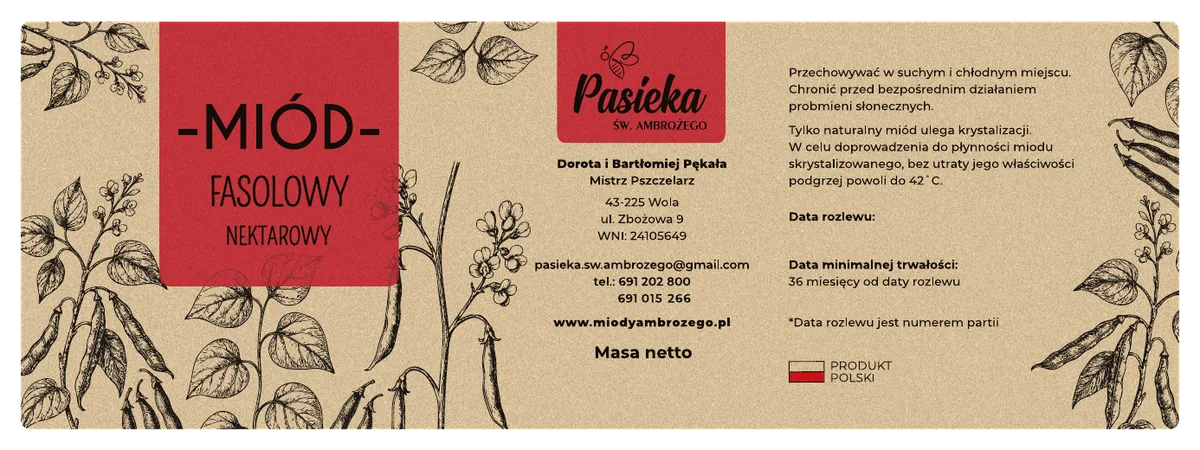 -MIÓD-
FASOLOWY
NEKTAROWY
Pasieka
ŚW. AMBROŻEGO
Dorota i Bartłomiej Pękała
Mistrz Pszczelarz
43-225 Wola
ul. Zbożowa 9
WNI: 24105649
pasieka.sw.ambrozego@gmail.com
tel.: 691 202 800
691 015 266
www.miodyambrozego.pl
Masa netto
Przechowywać w suchym i chłodnym miejscu.
Chronić przed bezpośrednim działaniem
probmieni słonecznych.
Tylko naturalny miód ulega krystalizacji.
W celu doprowadzenia do płynności miodu
skrystalizowanego, bez utraty jego właściwości
podgrzej powoli do 42˚C.
Data rozlewu:
Data minimalnej trwałości:
36 miesięcy od daty rozlewu
*Data rozlewu jest numerem partii
PRODUKT
POLSKI